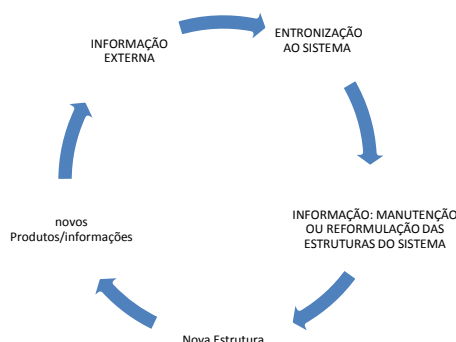 INFORMAÇÃO
EXTERNA
ENTRONIZAÇÃO
AO SISTEMA
INFORMAÇÃO: MANUTENÇÃO
OU REFORMULAÇÃO DAS
ESTRUTURAS DO SISTEMA
Nova Estrutura
novos
Produtos/informações